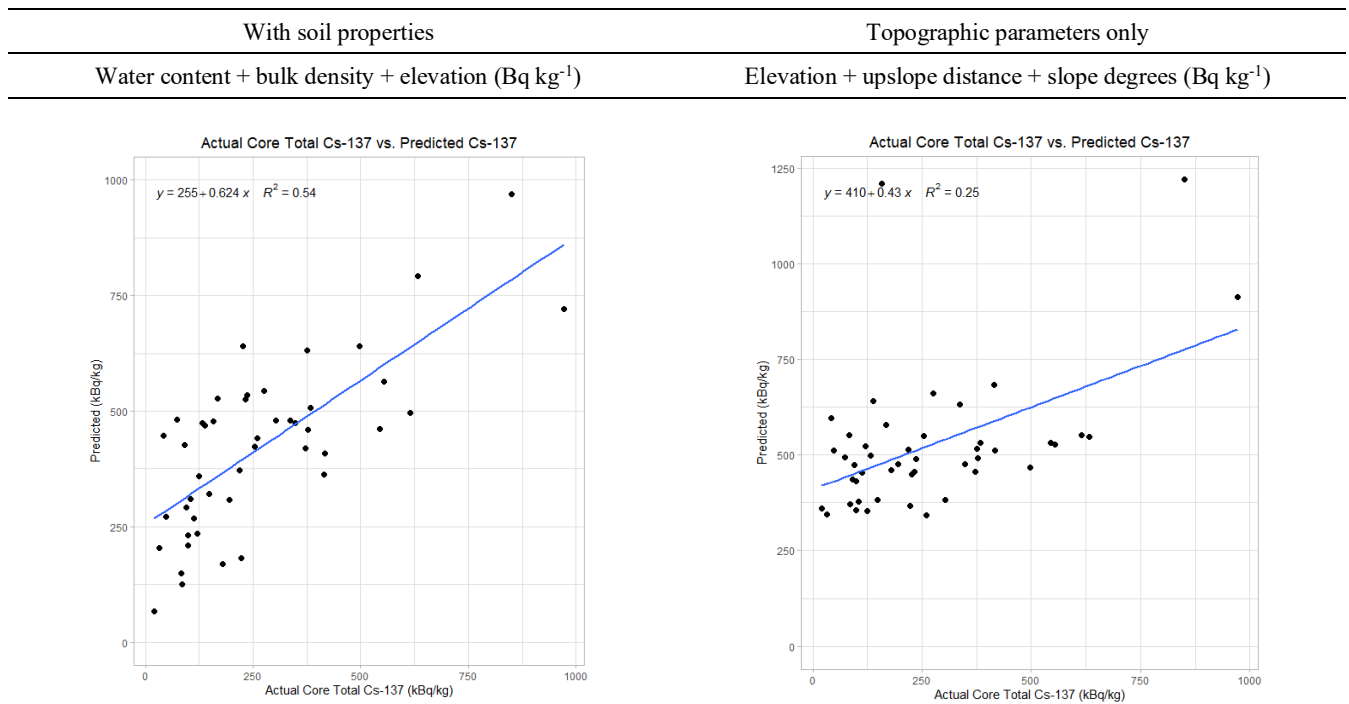 With soil properties
Topographic parameters only
Water content + bulk density + elevation (Bq kg⁻¹)
Elevation + upslope distance + slope degrees (Bq kg⁻¹)
Actual Core Total Cs-137 vs. Predicted Cs-137
y = 255 + 0.624 x R² = 0.54
1000
750
500
250
0
Predicted (kBq/kg)
0 250 500 750 1000
Actual Core Total Cs-137 (kBq/kg)
Actual Core Total Cs-137 vs. Predicted Cs-137
1250
y = 410 + 0.43 x R² = 0.25
1000
750
500
250
0
Predicted (kBq/kg)
0 250 500 750 1000
Actual Core Total Cs-137 (kBq/kg)